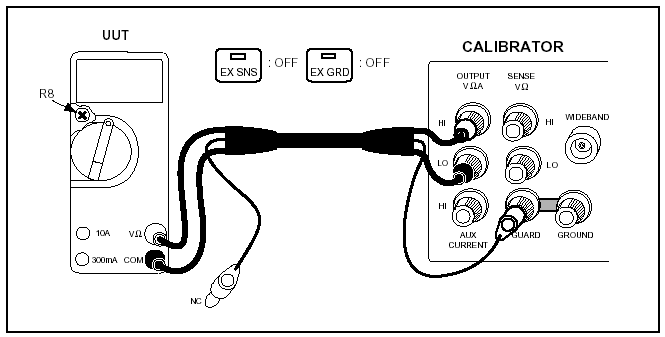 UUT
CALIBRATOR
EX SNS : OFF
EX GRD : OFF
OUTPUT
VΩA
SENSE
VΩ
R8
HI
HI
WIDEBAND
LO
LO
HI
10A
VΩ
300mA
COM
AUX
CURRENT
GUARD
GROUND
NC